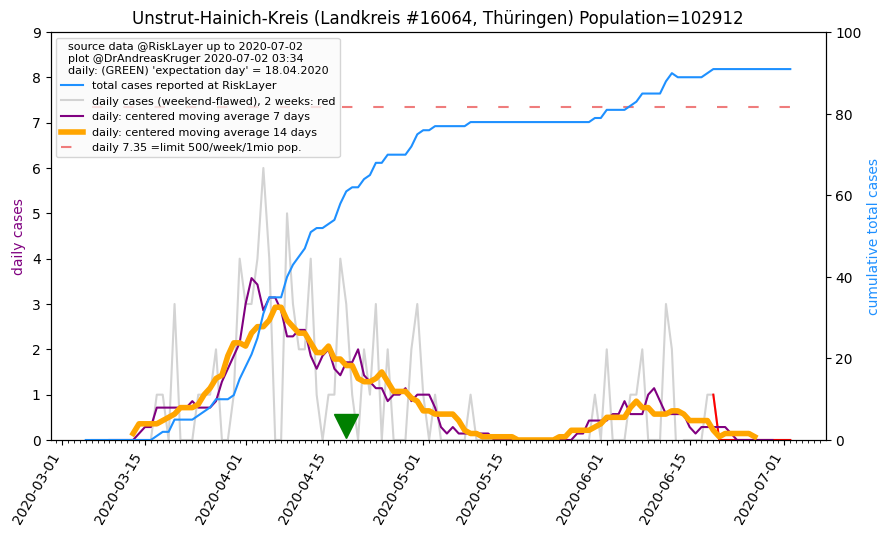 Unstrut-Hainich-Kreis (Landkreis #16064, Thüringen) Population=102912
source data @RiskLayer up to 2020-07-02
plot @DrAndreasKruger 2020-07-02 03:34
daily: (GREEN) 'expectation day' = 18.04.2020
total cases reported at RiskLayer
daily cases (weekend-flawed), 2 weeks: red
daily: centered moving average 7 days
daily: centered moving average 14 days
daily 7.35 =limit 500/week/1mio pop.
daily cases
9
8
7
6
5
4
3
2
1
0
100
80
60
40
20
0
cumulative total cases
2020-03-01
2020-03-15
2020-04-01
2020-04-15
2020-05-01
2020-05-15
2020-06-01
2020-06-15
2020-07-01